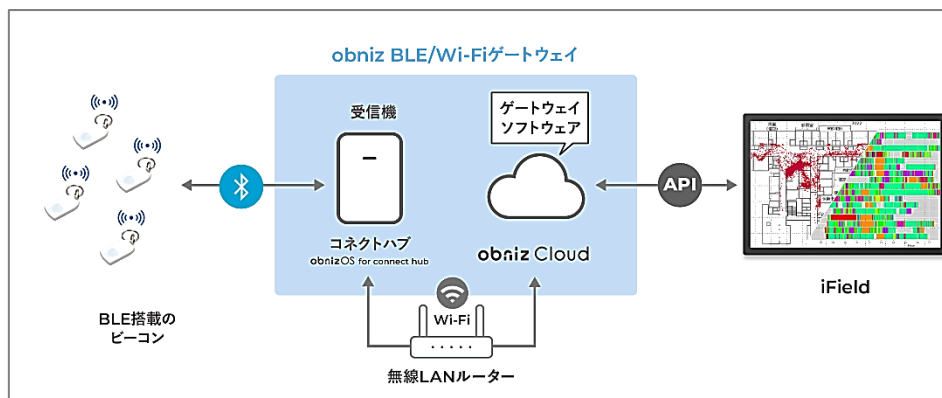 obniz BLE/Wi-Fiゲートウェイ
受信機
ゲートウェイ
ソフトウェア
API
コネクトハブ
obnizOS for connect hub
obniz Cloud
iField
Wi-Fi
BLE搭載の
ビーコン
無線LANルーター